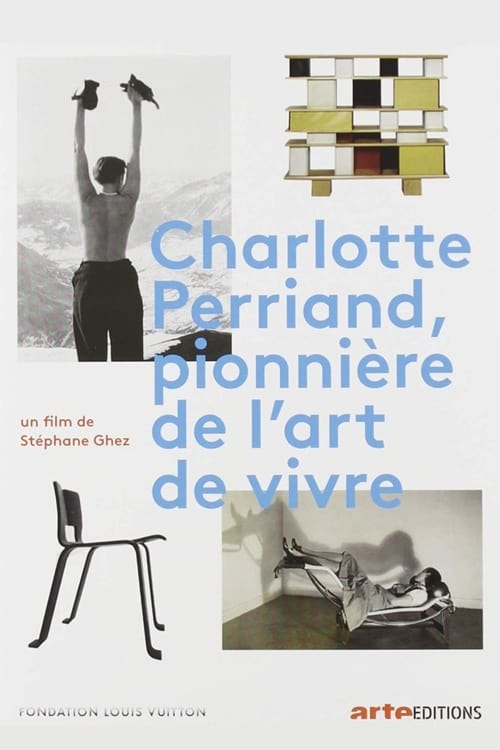 Charlotte
Perriand,
pionnière
de l'art
de vivre
un film de
Stéphane Ghez
FONDATION LOUIS VUITTON
arteEDITIONS